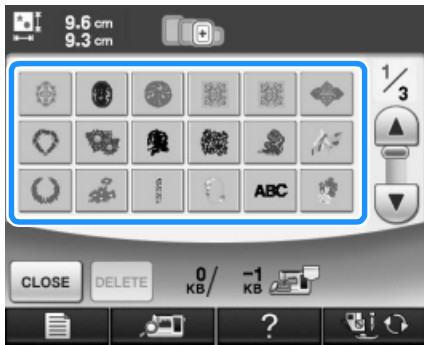 9.6 cm
9.3 cm
1/3
ABC
CLOSE
DELETE
0 KB/
-1 KB
?